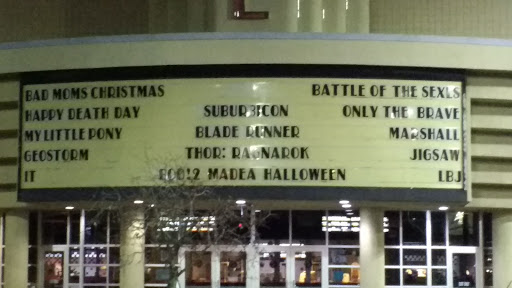 L
BAD MOMS CHRISTMAS BATTLE OF THE SEXES
HAPPY DEATH DAY SUBURBICON ONLY THE BRAVE
MY LITTLE PONY BLADE RUNNER MARSHALL
GEOSTORM THOR: RAGNAROK JIGSAW
IT BOO!2 MADEA HALLOWEEN LBJ